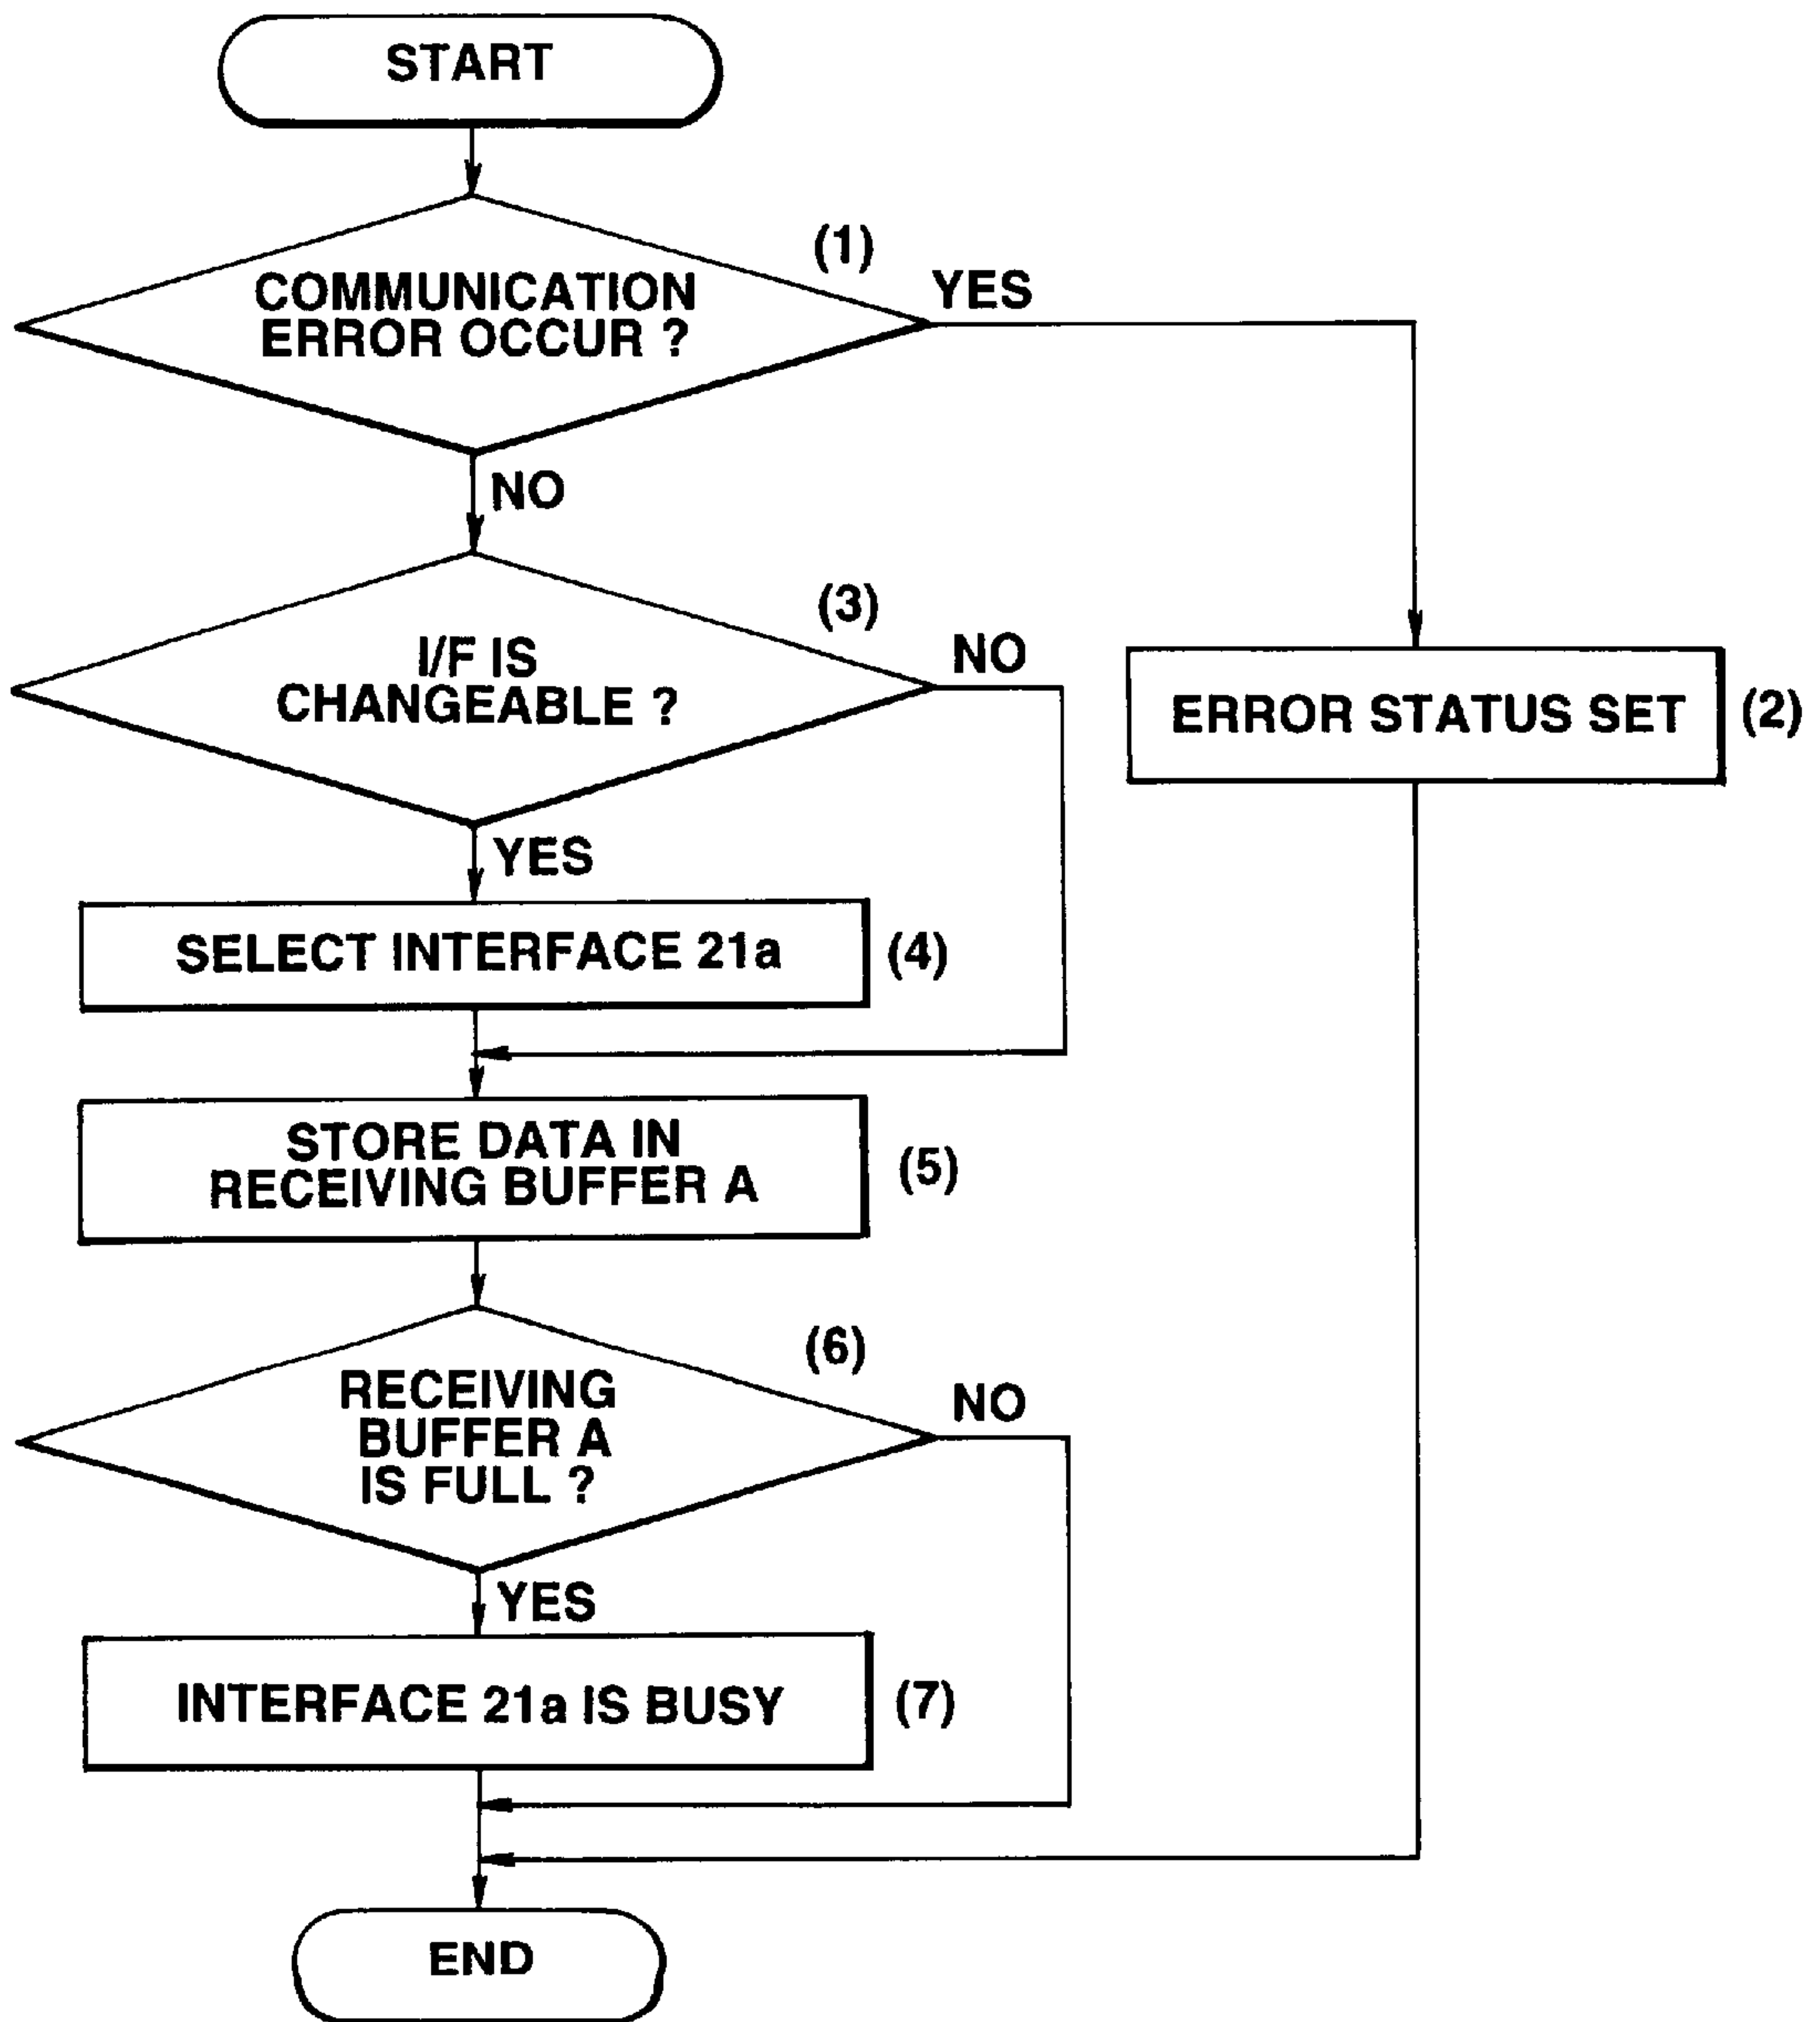 START
(1)
COMMUNICATION
ERROR OCCUR ?
YES
NO
(3)
I/F IS
CHANGEABLE ?
NO
ERROR STATUS SET
(2)
YES
SELECT INTERFACE 21a
(4)
STORE DATA IN
RECEIVING BUFFER A
(5)
(6)
RECEIVING
BUFFER A
IS FULL ?
NO
YES
INTERFACE 21a IS BUSY
(7)
END